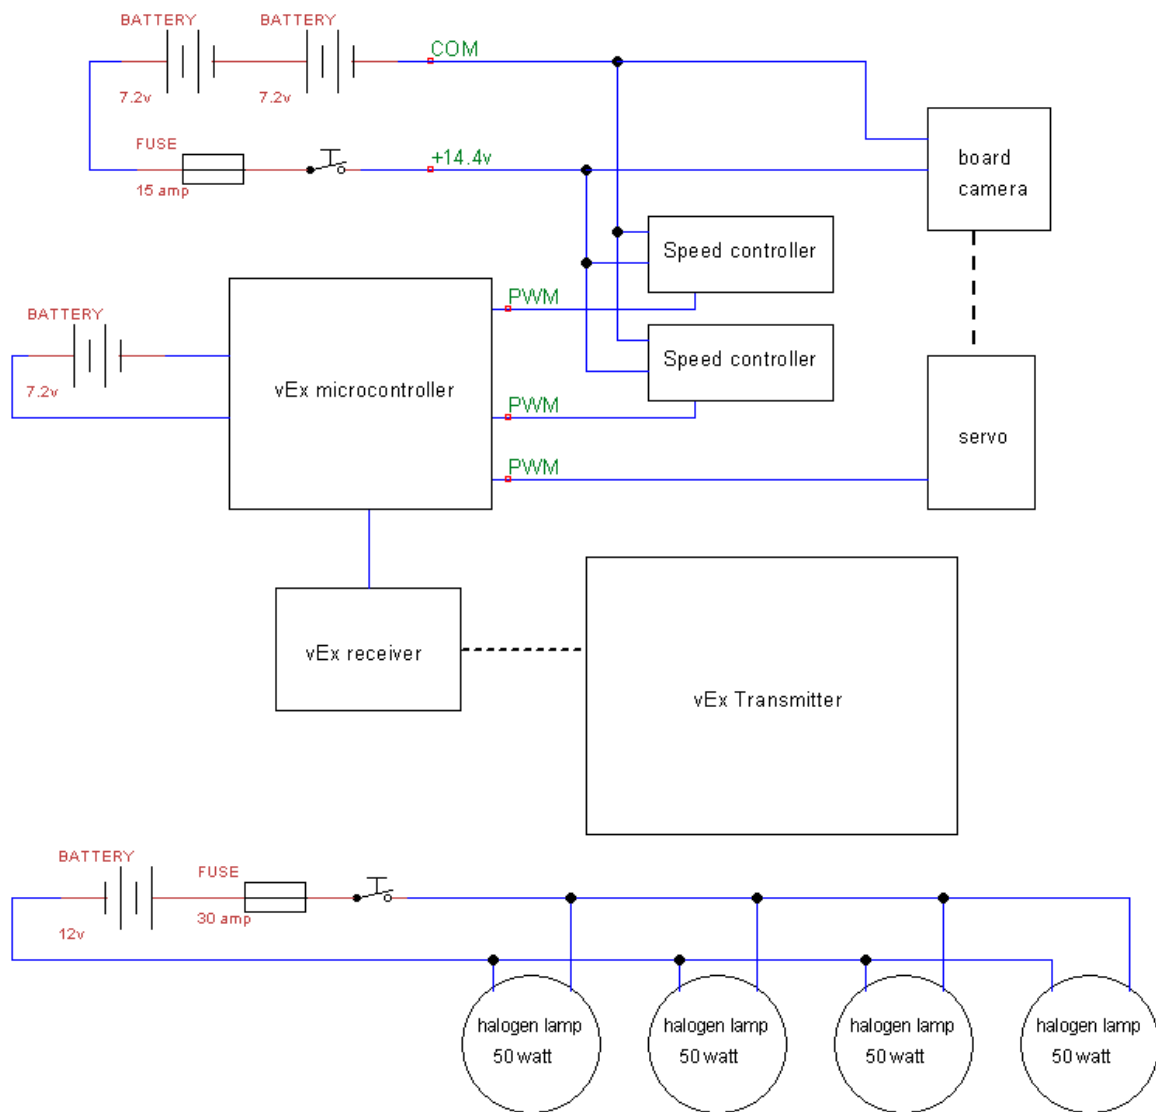 BATTERY
BATTERY
COM
7.2v
7.2v
FUSE
+14.4v
15 amp
board
camera
Speed controller
PWM
BATTERY
Speed controller
7.2v
vEx microcontroller
PWM
PWM
servo
vEx receiver
vEx Transmitter
BATTERY
FUSE
12v
30 amp
halogen lamp
50 watt
halogen lamp
50 watt
halogen lamp
50 watt
halogen lamp
50 watt